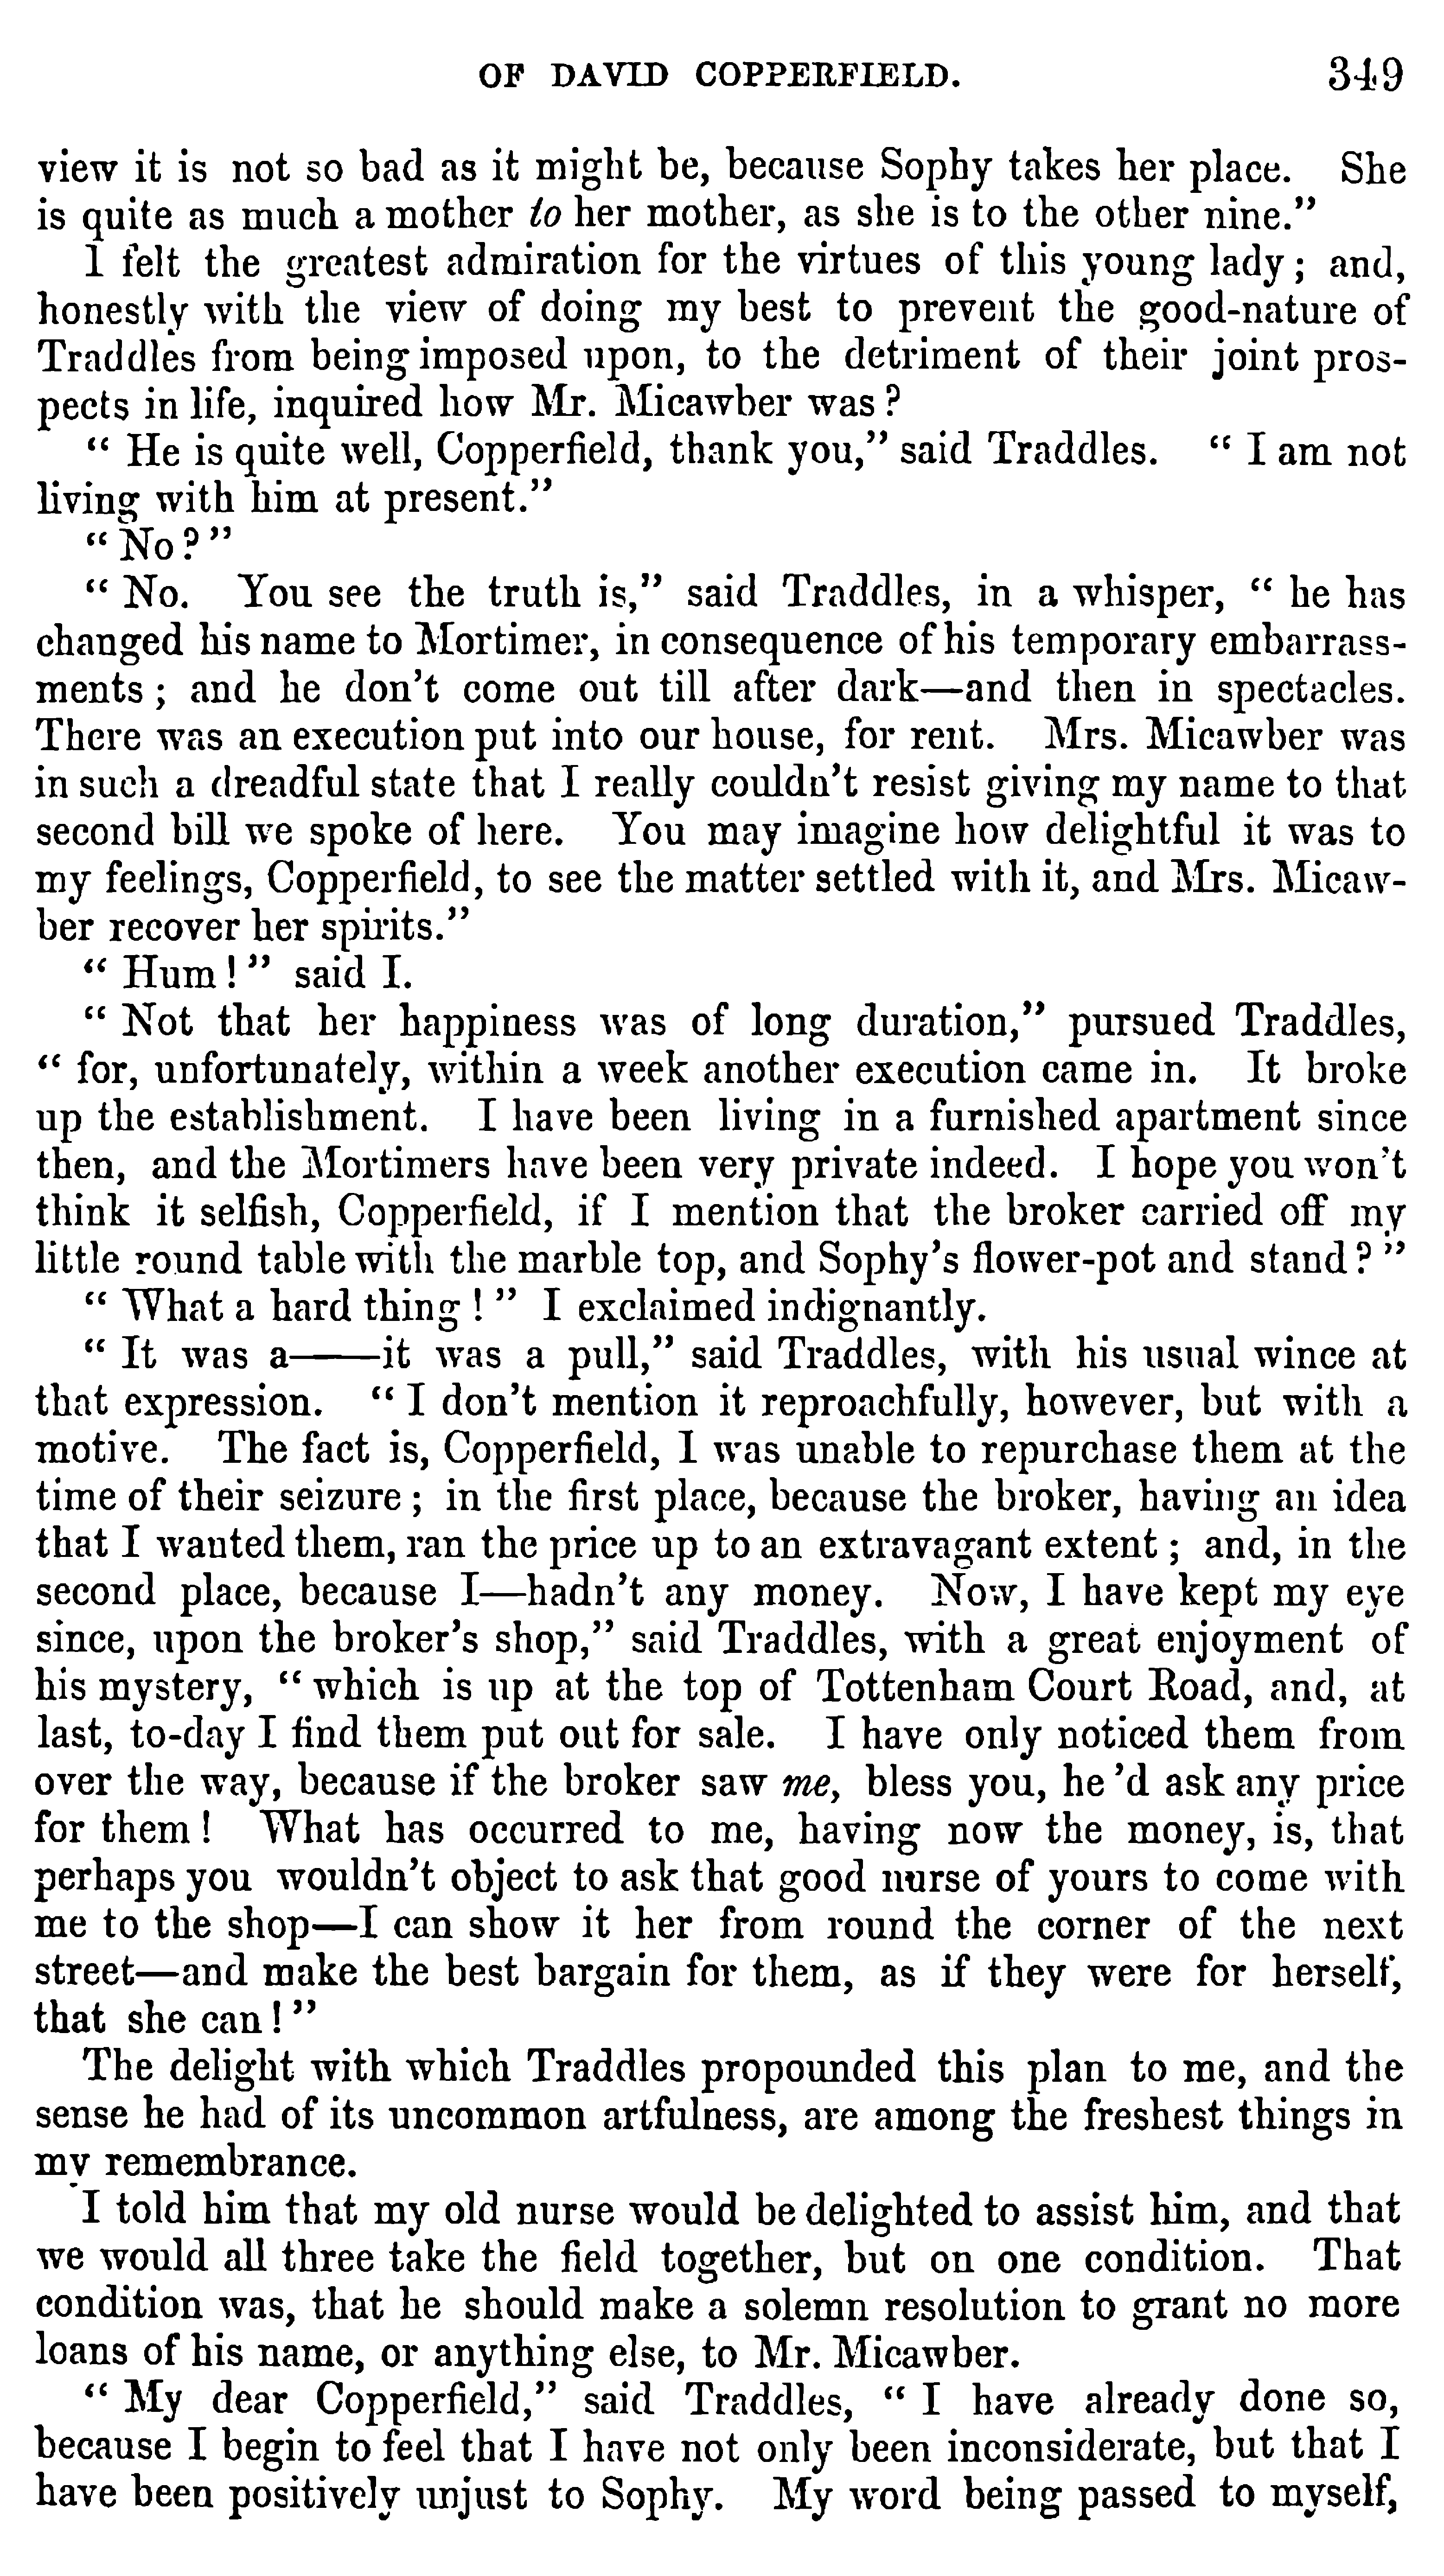 OF DAVID COPPERFIELD. 349
view it is not so bad as it might be, because Sophy takes her place. She
is quite as much a mother to her mother, as she is to the other nine."
I felt the greatest admiration for the virtues of this young lady; and,
honestly with the view of doing my best to prevent the good-nature of
Traddles from being imposed upon, to the detriment of their joint pros-
pects in life, inquired how Mr. Micawber was?
"He is quite well, Copperfield, thank you," said Traddles. "I am not
living with him at present."
"No?"
"No. You see the truth is," said Traddles, in a whisper, "he has
changed his name to Mortimer, in consequence of his temporary embarrass-
ments; and he don't come out till after dark—and then in spectacles.
There was an execution put into our house, for rent. Mrs. Micawber was
in such a dreadful state that I really couldn't resist giving my name to that
second bill we spoke of here. You may imagine how delightful it was to
my feelings, Copperfield, to see the matter settled with it, and Mrs. Micaw-
ber recover her spirits."
"Hum!" said I.
"Not that her happiness was of long duration," pursued Traddles,
"for, unfortunately, within a week another execution came in. It broke
up the establishment. I have been living in a furnished apartment since
then, and the Mortimers have been very private indeed. I hope you won't
think it selfish, Copperfield, if I mention that the broker carried off my
little round table with the marble top, and Sophy's flower-pot and stand?"
"What a hard thing!" I exclaimed indignantly.
"It was a——it was a pull," said Traddles, with his usual wince at
that expression. "I don't mention it reproachfully, however, but with a
motive. The fact is, Copperfield, I was unable to repurchase them at the
time of their seizure; in the first place, because the broker, having an idea
that I wanted them, ran the price up to an extravagant extent; and, in the
second place, because I—hadn't any money. Now, I have kept my eye
since, upon the broker's shop," said Traddles, with a great enjoyment of
his mystery, "which is up at the top of Tottenham Court Road, and, at
last, to-day I find them put out for sale. I have only noticed them from
over the way, because if the broker saw me, bless you, he 'd ask any price
for them! What has occurred to me, having now the money, is, that
perhaps you wouldn't object to ask that good nurse of yours to come with
me to the shop—I can show it her from round the corner of the next
street—and make the best bargain for them, as if they were for herself,
that she can!"
The delight with which Traddles propounded this plan to me, and the
sense he had of its uncommon artfulness, are among the freshest things in
my remembrance.
I told him that my old nurse would be delighted to assist him, and that
we would all three take the field together, but on one condition. That
condition was, that he should make a solemn resolution to grant no more
loans of his name, or anything else, to Mr. Micawber.
"My dear Copperfield," said Traddles, "I have already done so,
because I begin to feel that I have not only been inconsiderate, but that I
have been positively unjust to Sophy. My word being passed to myself,